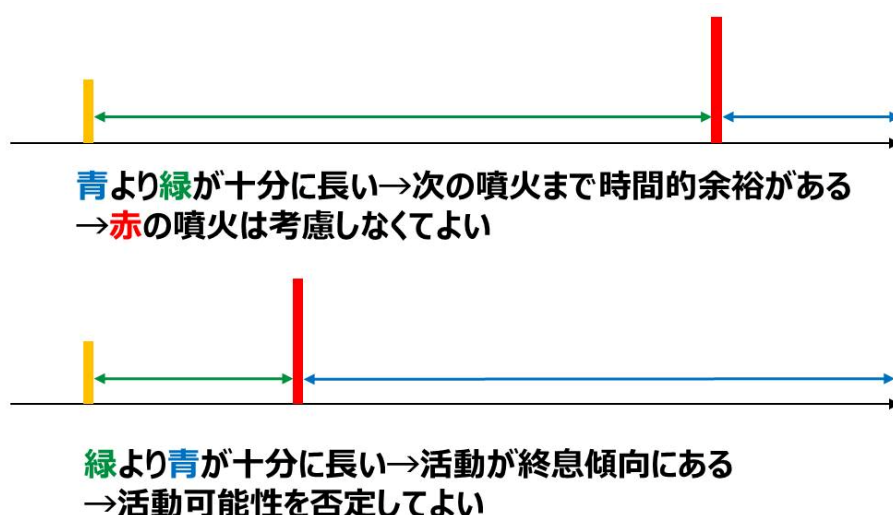 青より緑が十分に長い→次の噴火まで時間的余裕がある
→赤の噴火は考慮しなくてよい
緑より青が十分に長い→活動が終息傾向にある
→活動可能性を否定してよい